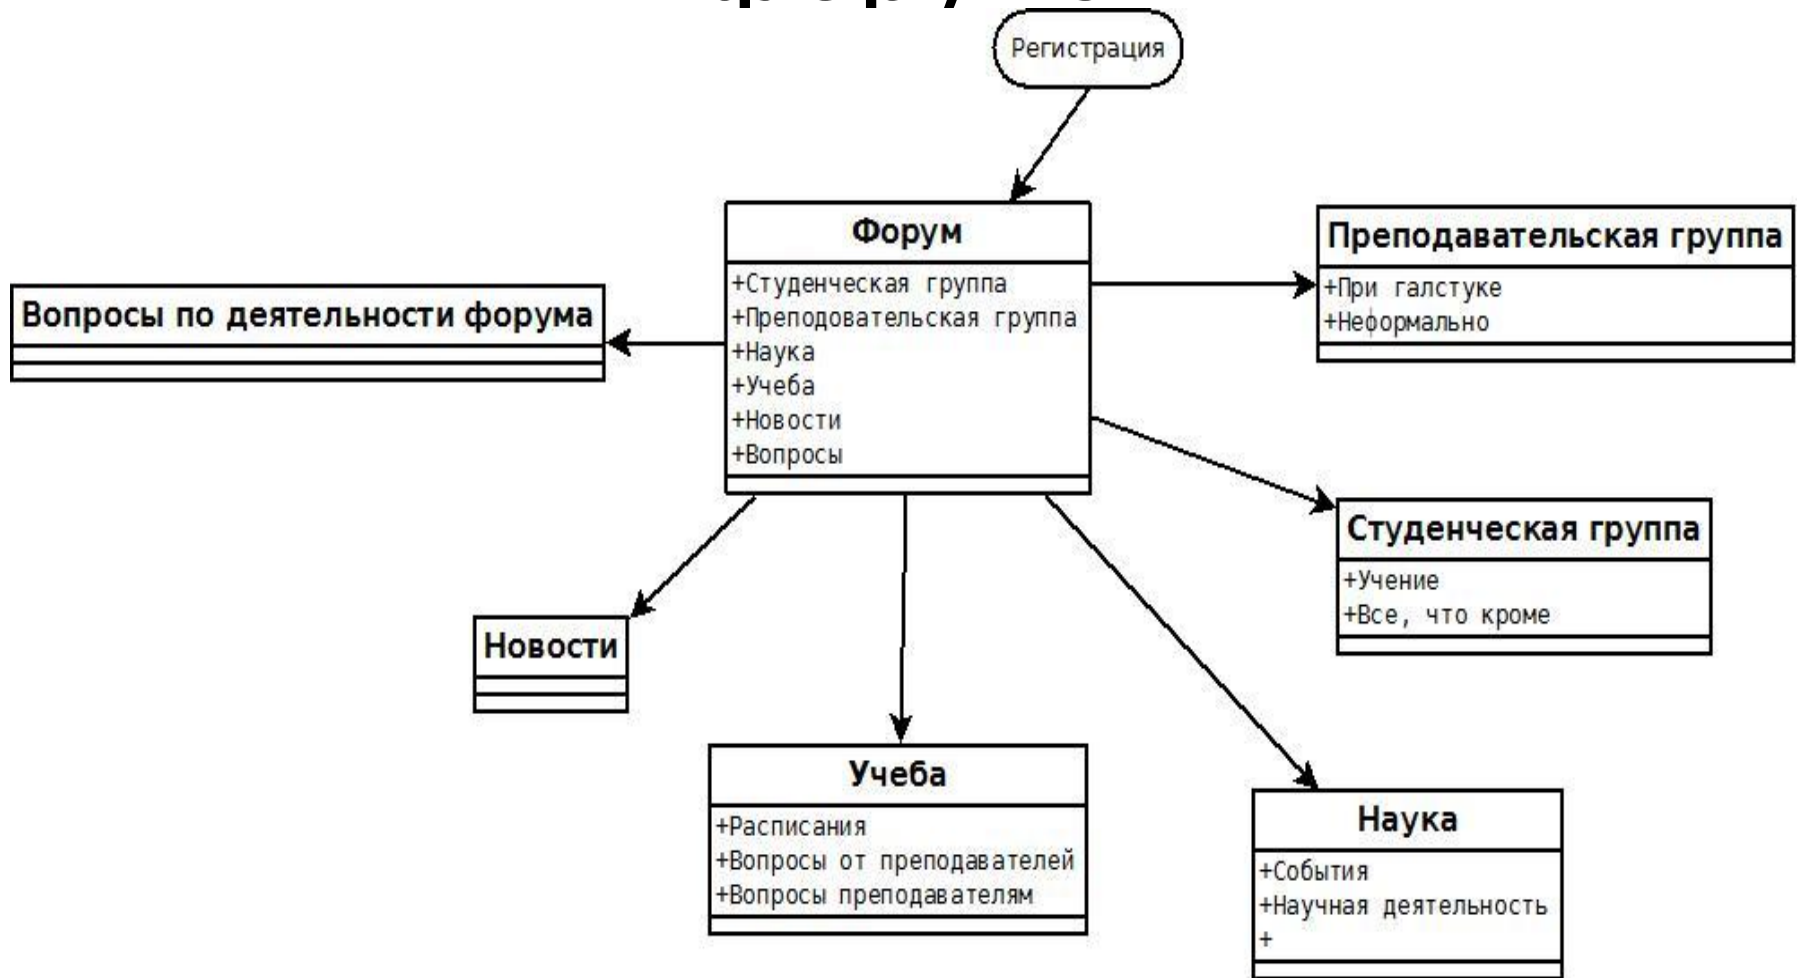 Регистрация
Форум
+Студенческая группа
+Преподовательская группа
+Наука
+Учеба
+Новости
+Вопросы
Преподавательская группа
+При галстуке
+Неформально
Вопросы по деятельности форума
Студенческая группа
+Учение
+Все, что кроме
Новости
Учеба
+Расписания
+Вопросы от преподавателей
+Вопросы преподавателям
Наука
+События
+Научная деятельность
+